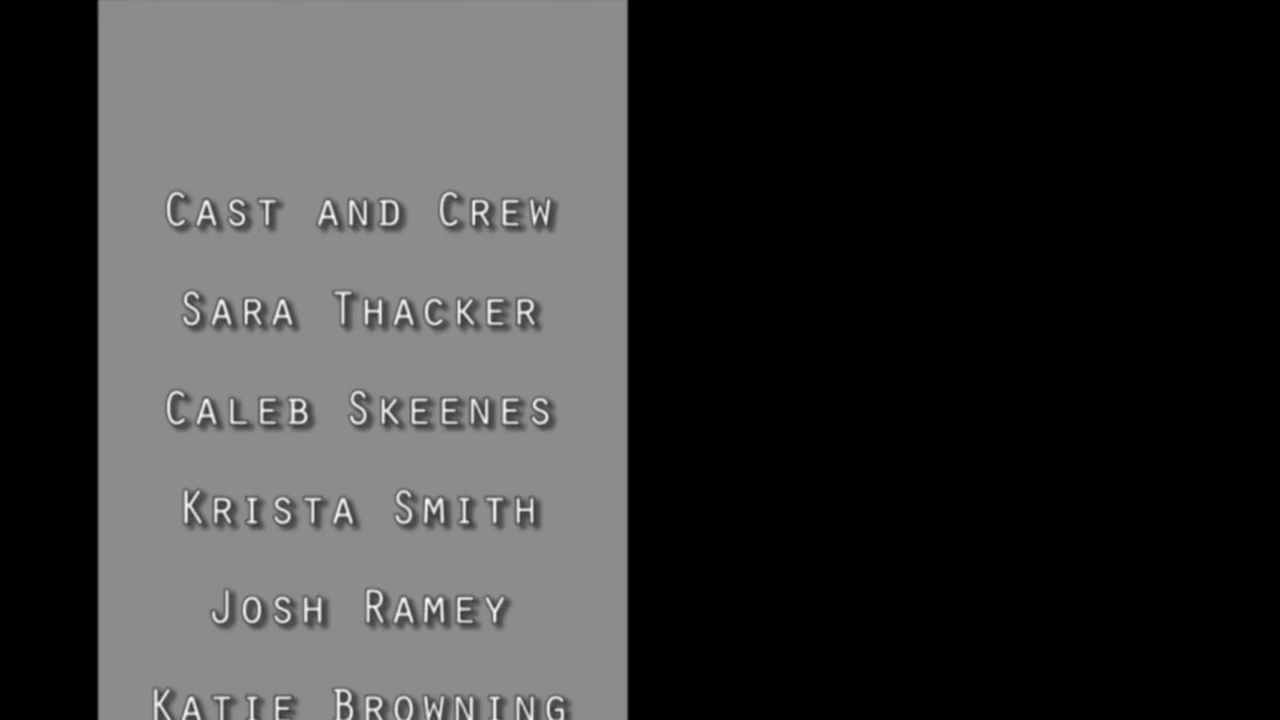 Cast and Crew
Sara Thacker
Caleb Skeenes
Krista Smith
Josh Ramey
Katie Browning